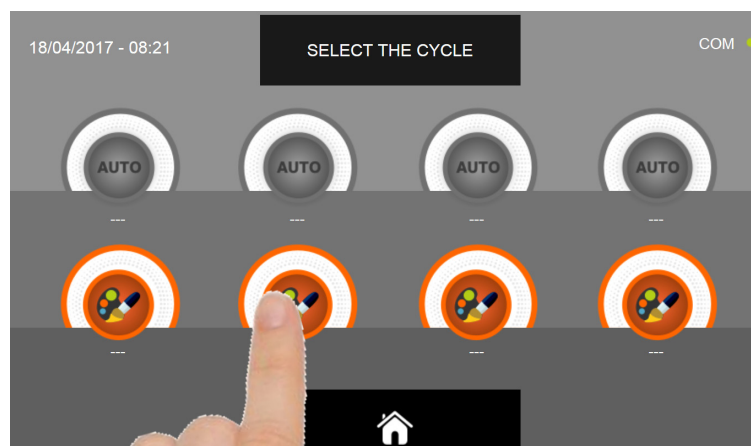 18/04/2017 - 08:21
SELECT THE CYCLE
COM
AUTO
AUTO
AUTO
AUTO
---
---
---
---
---
---
---